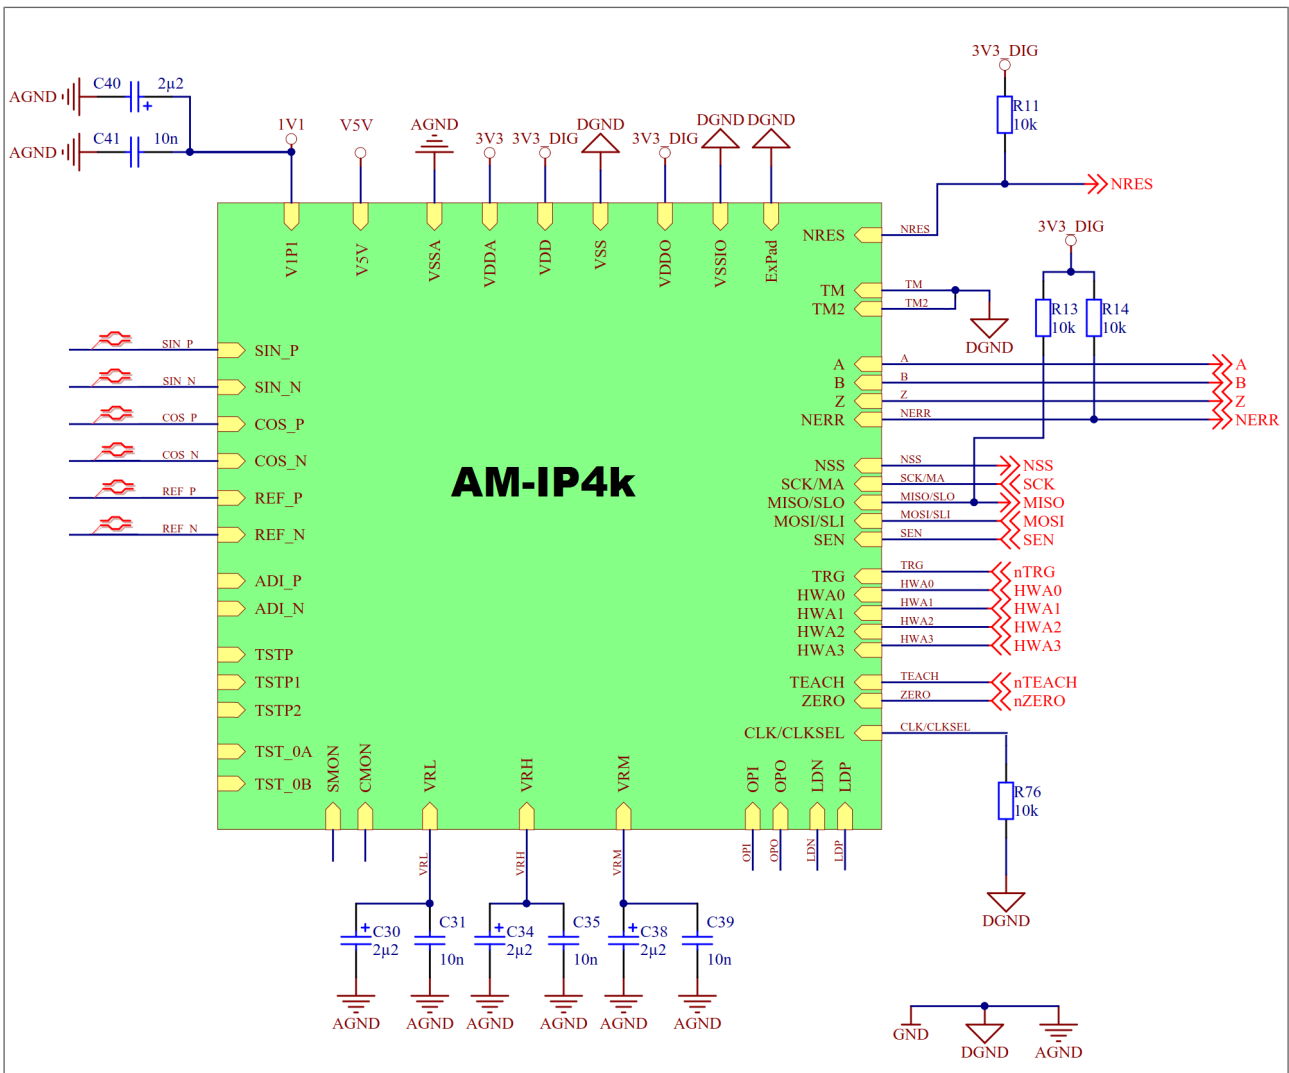 3V3_DIG
C40 2µ2
AGND
R11
10k
1V1
V5V
AGND
3V3
3V3_DIG
DGND
3V3_DIG
DGND
DGND
C41 10n
AGND
NRES
V1P1
V5V
VSSA
VDDA
VDD
VSS
VDDO
VSSIO
ExPad
NRES
NRES
3V3_DIG
TM
TM
TM2
TM2
DGND
R13
10k
R14
10k
SIN_P
SIN_P
SIN_N
SIN_N
COS_P
COS_P
COS_N
COS_N
REF_P
REF_P
REF_N
REF_N
A
A
A
B
B
B
Z
Z
Z
NERR
NERR
NERR
AM-IP4k
NSS
NSS
NSS
SCK/MA
SCK/MA
SCK
MISO/SLO
MISO/SLO
MISO
MOSI/SLI
MOSI/SLI
MOSI
SEN
SEN
SEN
ADI_P
ADI_N
TRG
TRG
nTRG
HWA0
HWA0
HWA0
HWA1
HWA1
HWA1
HWA2
HWA2
HWA2
HWA3
HWA3
HWA3
TSTP
TSTP1
TSTP2
TEACH
TEACH
nTEACH
ZERO
ZERO
nZERO
TST_0A
TST_0B
CLK/CLKSEL
CLK/CLKSEL
R76
10k
DGND
SMON
CMON
VRL
VRH
VRM
OPI
OPO
LDN
LDP
VRL
VRH
VRM
OPI
OPO
LDN
LDP
C30
2µ2
C31
10n
C34
2µ2
C35
10n
C38
2µ2
C39
10n
AGND
AGND
AGND
AGND
AGND
AGND
GND
DGND
AGND